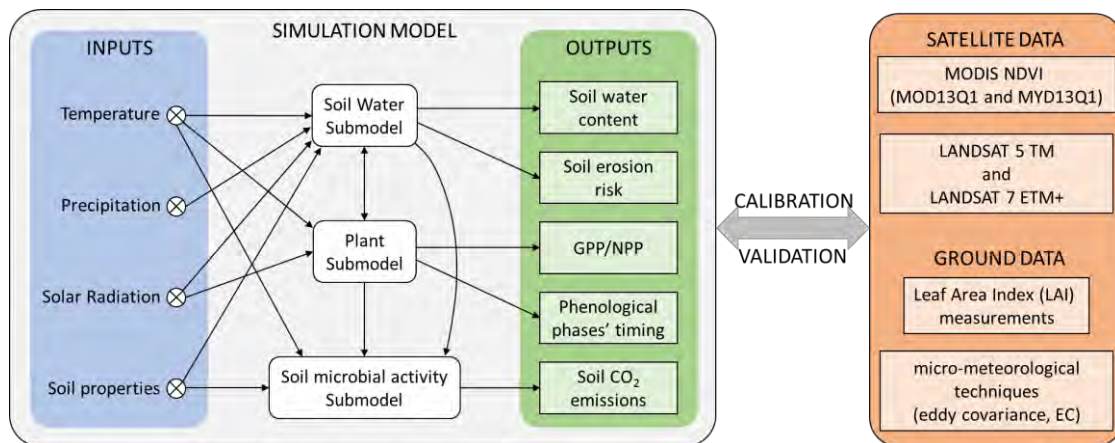 SIMULATION MODEL
INPUTS
Temperature
Precipitation
Solar Radiation
Soil properties
Soil Water
Submodel
Plant
Submodel
Soil microbial activity
Submodel
OUTPUTS
Soil water
content
Soil erosion
risk
GPP/NPP
Phenological
phases' timing
Soil CO₂
emissions
CALIBRATION
VALIDATION
SATELLITE DATA
MODIS NDVI
(MOD13Q1 and MYD13Q1)
LANDSAT 5 TM
and
LANDSAT 7 ETM+
GROUND DATA
Leaf Area Index (LAI)
measurements
micro-meteorological
techniques
(eddy covariance, EC)